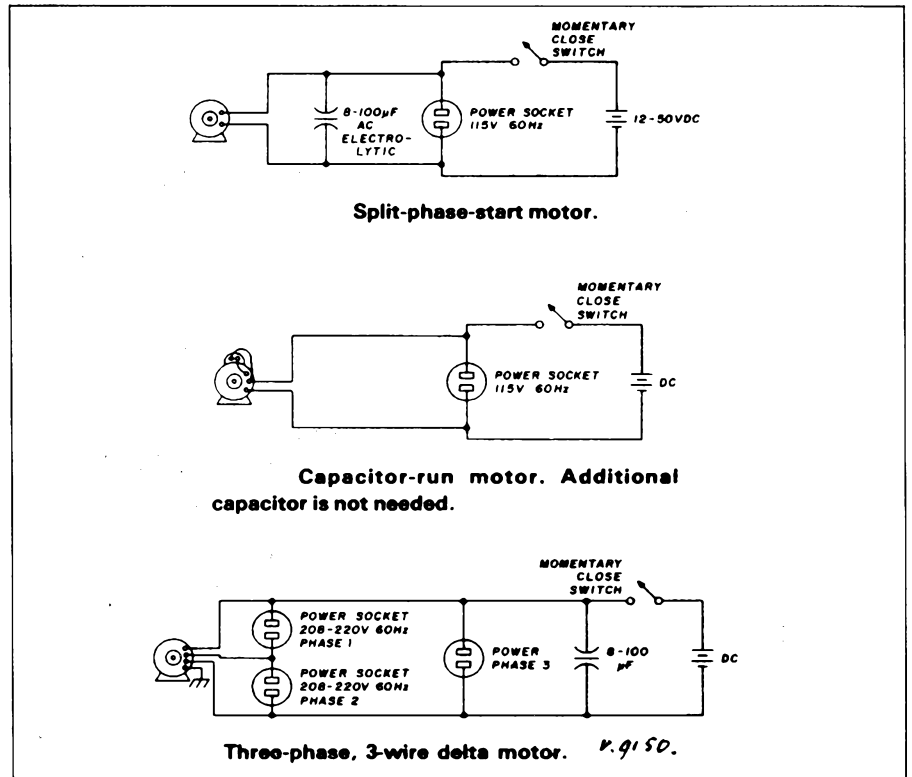 MOMENTARY
CLOSE
SWITCH
8-100µF
AC
ELECTRO-
LYTIC
POWER SOCKET
115V 60Hz
12-50VDC
Split-phase-start motor.
MOMENTARY
CLOSE
SWITCH
POWER SOCKET
115V 60Hz
DC
Capacitor-run motor. Additional
capacitor is not needed.
MOMENTARY
CLOSE
SWITCH
POWER SOCKET
208-220V 60Hz
PHASE 1
POWER SOCKET
208-220V 60Hz
PHASE 2
POWER
PHASE 3
8-100
µF
DC
Three-phase, 3-wire delta motor.